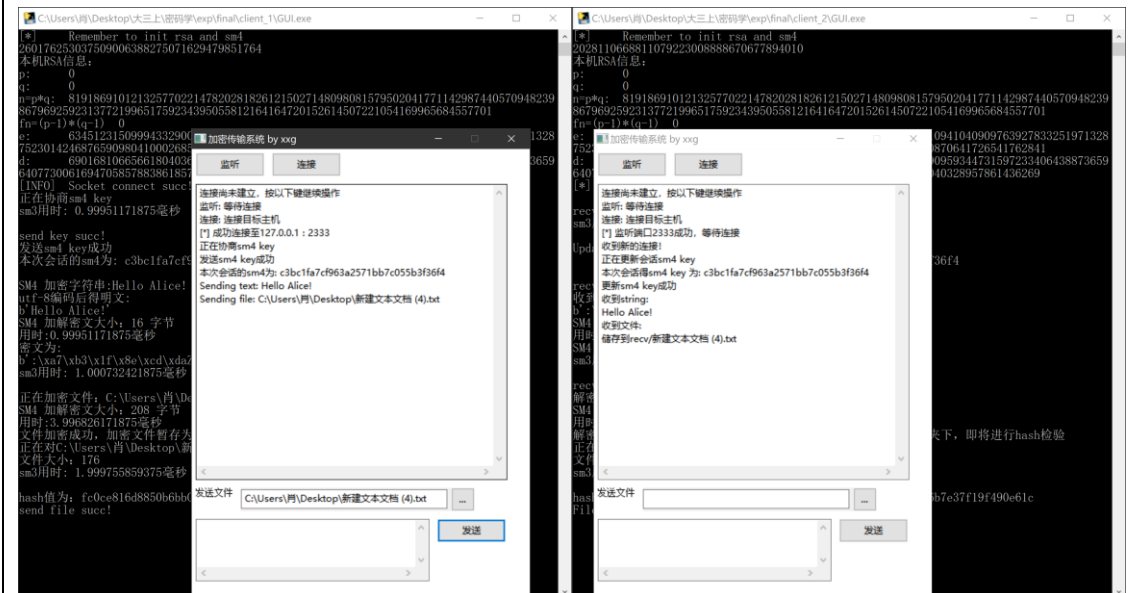 C:\Users\肖\Desktop\大三上\密码学\exp\final\client_1\GUI.exe
[*] Remember to init rsa and sm4
260176253037509006388275071629479851764
本机RSA信息:
p: 0
q: 0
fn=(p-1)*(q-1) 0
[INFO] Socket connect succ!
正在协商sm4 key
sm3用时: 0.99951171875毫秒
send key succ!
发送sm4 key成功
本次会话的sm4为: c3bc1fa7cf9
SM4 加密字符串:Hello Alice!
utf-8编码后得明文:
b'Hello Alice!'
SM4 加解密文大小: 16 字节
用时:0.99951171875毫秒
密文为:
b':\xa7\xb3\x1f\x8e\xcd\xda
sm3用时: 1.000732421875毫秒
正在加密文件: C:\Users\肖\De
SM4 加解密文大小: 208 字节
用时:3.996826171875毫秒
文件加密成功, 加密文件暂存为
正在对C:\Users\肖\Desktop\新
文件大小: 176
sm3用时: 1.999755859375毫秒
hash值为: fc0ce816d8850b6bb
send file succ!
加密传输系统 by xxg
监听 连接
连接尚未建立，按以下键继续操作
监听: 等待连接
连接: 连接目标主机
[*] 成功连接至127.0.0.1 : 2333
正在协商sm4 key
发送sm4 key成功
本次会话的sm4为: c3bc1fa7cf963a2571bb7c055b3f36f4
Sending text: Hello Alice!
Sending file: C:\Users\肖\Desktop\新建文本文档 (4).txt
发送文件 C:\Users\肖\Desktop\新建文本文档 (4).txt ...
发送
C:\Users\肖\Desktop\大三上\密码学\exp\final\client_2\GUI.exe
[*] Remember to init rsa and sm4
本机RSA信息:
p: 0
q: 0
fn=(p-1)*(q-1) 0
e:
d:
[*]
36f4
夹下，即将进行hash检验
b7e37f19f490e61c
加密传输系统 by xxg
监听 连接
连接尚未建立，按以下键继续操作
监听: 等待连接
连接: 连接目标主机
[*] 监听端口2333成功，等待连接
收到新的连接!
正在更新会话sm4 key
本次会话得sm4 key 为: c3bc1fa7cf963a2571bb7c055b3f36f4
更新sm4 key成功
收到string:
Hello Alice!
收到文件:
储存到recv/新建文本文档 (4).txt
发送文件 ...
发送